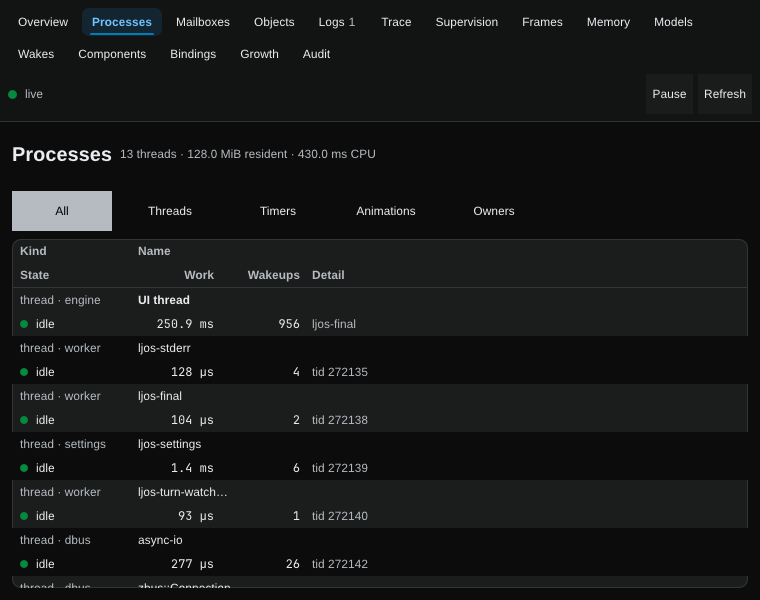 Overview Processes Mailboxes Objects Logs 1 Trace Supervision Frames Memory Models
Wakes Components Bindings Growth Audit
live Pause Refresh
Processes 13 threads · 128.0 MiB resident · 430.0 ms CPU
All Threads Timers Animations Owners
Kind Name
State Work Wakeups Detail
thread · engine UI thread
idle 250.9 ms 956 ljos-final
thread · worker ljos-stderr
idle 128 µs 4 tid 272135
thread · worker ljos-final
idle 104 µs 2 tid 272138
thread · settings ljos-settings
idle 1.4 ms 6 tid 272139
thread · worker ljos-turn-watch…
idle 93 µs 1 tid 272140
thread · dbus async-io
idle 277 µs 26 tid 272142
thread · dbus zbus::Connection